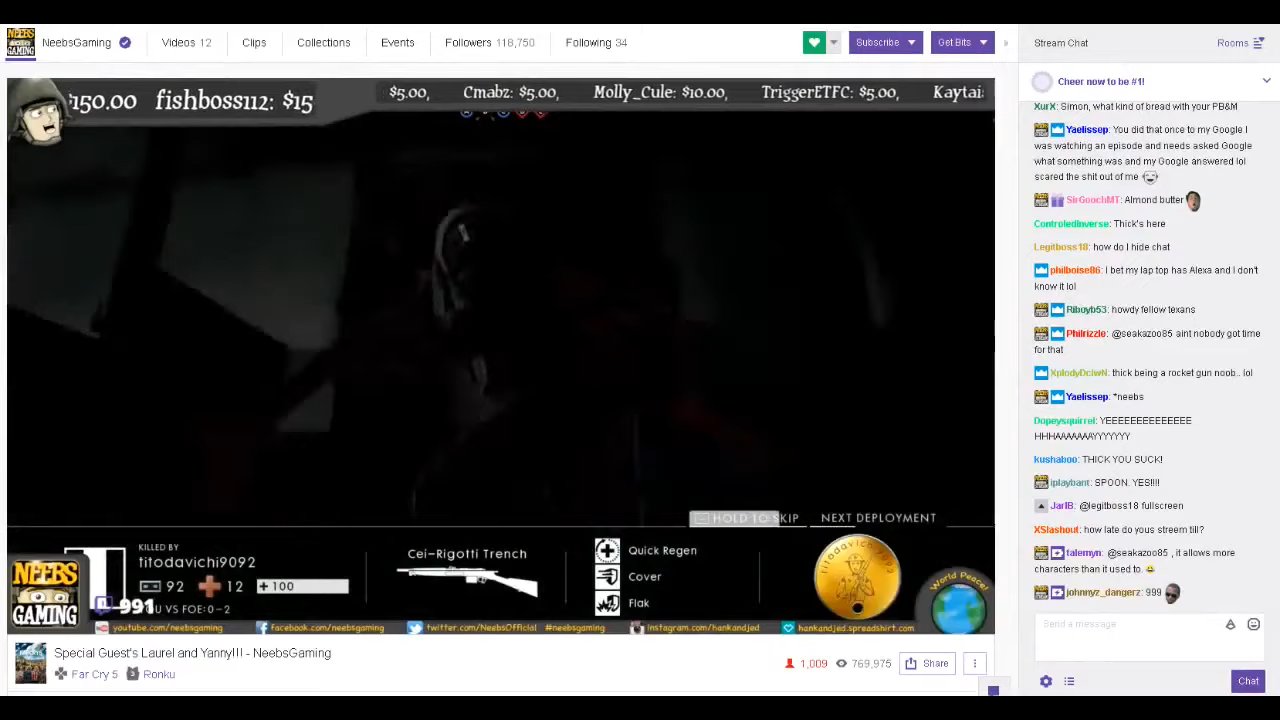 NeebsGaming
Videos 12
Clips
Collections
Events
Followers 118,750
Following 34
Subscribe
Get Bits
Stream Chat
Rooms
$150.00 fishboss112: $15
$5.00, Cmabz: $5.00, Molly_Cule: $10.00, TriggerETFC: $5.00, Kaytai
HOLD TO SKIP
NEXT DEPLOYMENT
KILLED BY
titodavichi9092
92
12
+100
U VS FOE: 0-2
Cei-Rigotti Trench
Quick Regen
Cover
Flak
titodavichi9092
World Peace!
NEEBS
GAMING
991
youtube.com/neebsgaming
Facebook.com/neebsgaming
twitter.com/NeebsOfficial #neebsgaming
Instagram.com/hankandjed
hankandjed.spreadshirt.com
Special Guest's Laurel and Yanny!!! - NeebsGaming
Far Cry 5
Ronku
1,009
769,975
Share
Cheer now to be #1!
XurX: Simon, what kind of bread with your PB&M
Yaelissep: You did that once to my Google I
was watching an episode and needs asked Google
what something was and my Google answered lol
scared the shit out of me
SirGoochMT: Almond butter
ControledInverse: Thick's here
Legitboss18: how do I hide chat
philboise86: I bet my lap top has Alexa and I don't
know it lol
Riboyb53: howdy fellow texans
Philrizzle: @seakazoo85 aint nobody got time
for that
XplodyDclwN: thick being a rocket gun noob.. lol
Yaelissep: *neebs
Dopeysquirrel: YEEEEEEEEEEEEEE
HHHAAAAAAAYYYYYYY
kushaboo: THICK YOU SUCK!
iplaybant: SPOON. YES!!!!
JarlB: @legitboss18 fullscreen
XSlashout: how late do yous streem till?
talemyn: @seakazoo85 , it allows more
characters than it used to.
johnnyz_dangerz: 999
Send a message
Chat